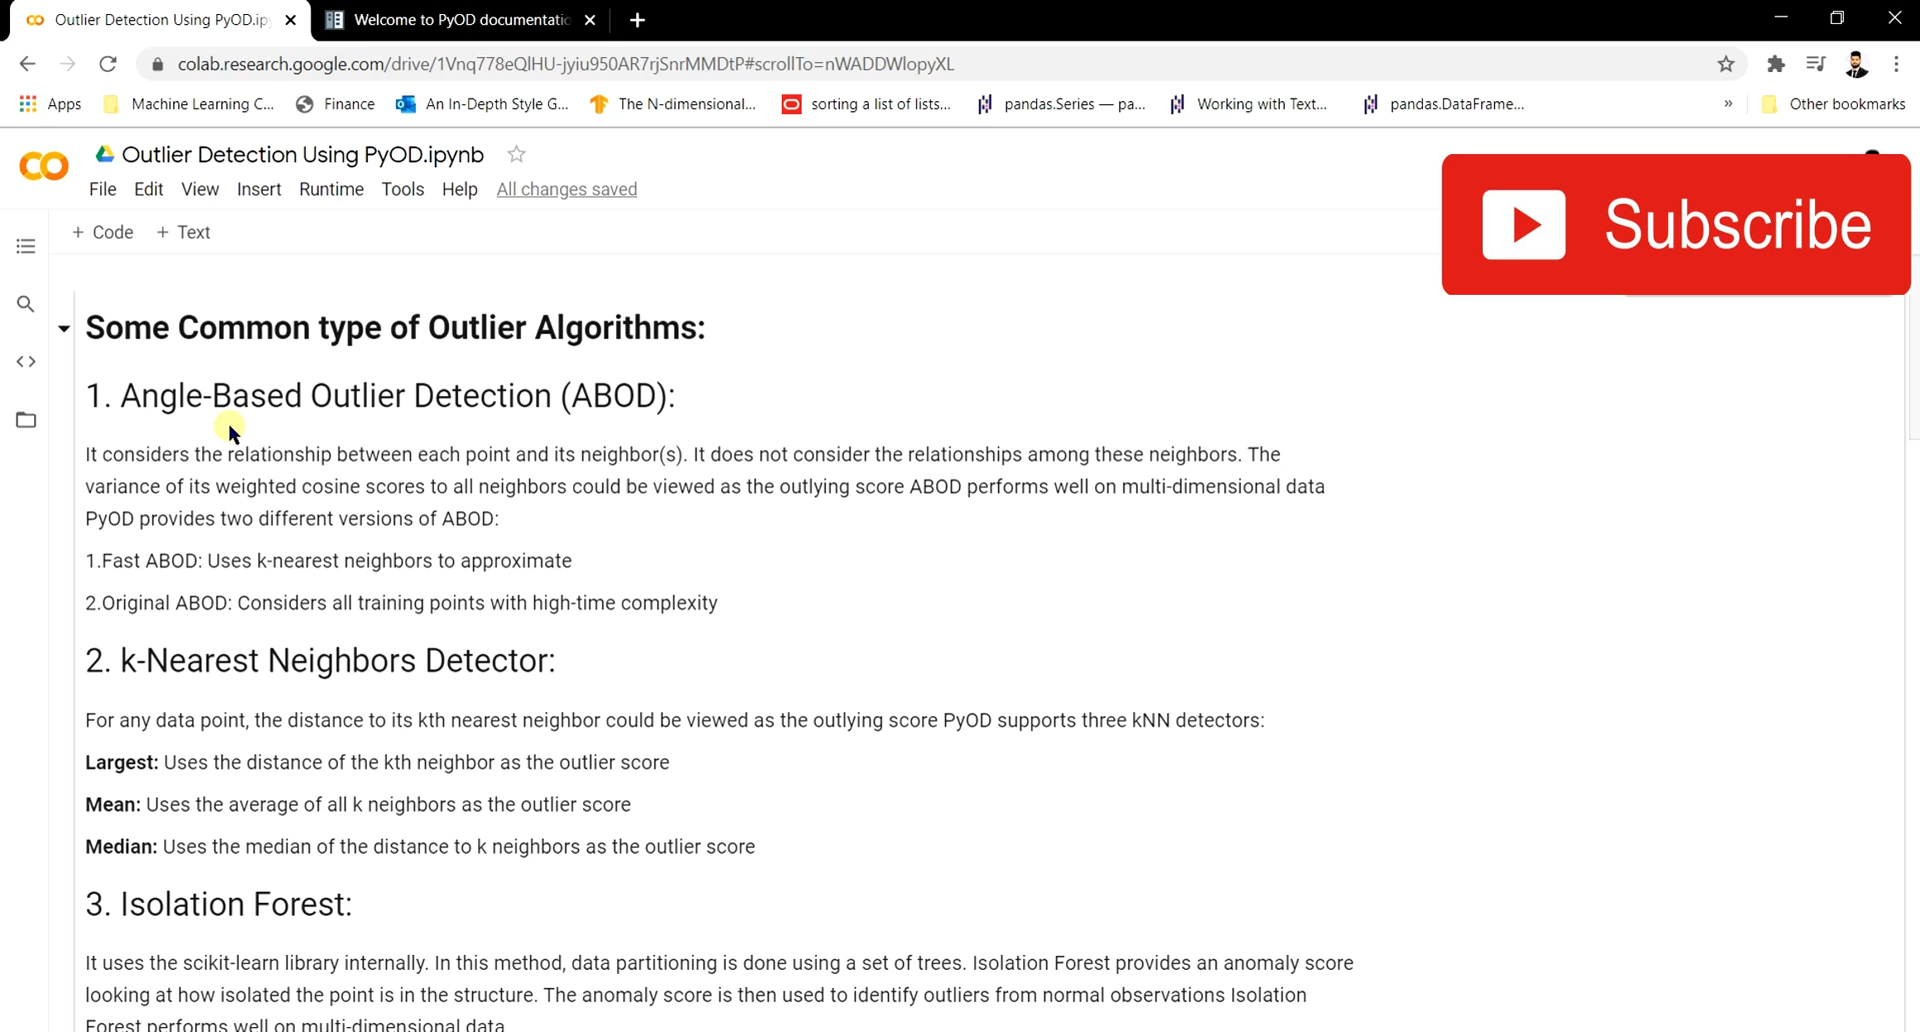 Outlier Detection Using PyOD.ip
Welcome to PyOD documentatio
colab.research.google.com/drive/1Vnq778eQlHU-jyiu950AR7rjSnrMMDtP#scrollTo=nWADDWlopyXL
Apps Machine Learning C... Finance An In-Depth Style G... The N-dimensional... sorting a list of lists... pandas.Series — pa... Working with Text... pandas.DataFrame... » Other bookmarks
Outlier Detection Using PyOD.ipynb
File Edit View Insert Runtime Tools Help All changes saved
Subscribe
+ Code + Text
Some Common type of Outlier Algorithms:
1. Angle-Based Outlier Detection (ABOD):
It considers the relationship between each point and its neighbor(s). It does not consider the relationships among these neighbors. The
variance of its weighted cosine scores to all neighbors could be viewed as the outlying score ABOD performs well on multi-dimensional data
PyOD provides two different versions of ABOD:
1.Fast ABOD: Uses k-nearest neighbors to approximate
2.Original ABOD: Considers all training points with high-time complexity
2. k-Nearest Neighbors Detector:
For any data point, the distance to its kth nearest neighbor could be viewed as the outlying score PyOD supports three kNN detectors:
Largest: Uses the distance of the kth neighbor as the outlier score
Mean: Uses the average of all k neighbors as the outlier score
Median: Uses the median of the distance to k neighbors as the outlier score
3. Isolation Forest:
It uses the scikit-learn library internally. In this method, data partitioning is done using a set of trees. Isolation Forest provides an anomaly score
looking at how isolated the point is in the structure. The anomaly score is then used to identify outliers from normal observations Isolation
Forest performs well on multi-dimensional data